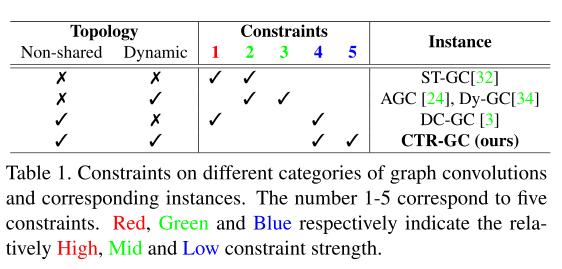 Topology Constraints Instance
Non-shared Dynamic 1 2 3 4 5
✗ ✗ ✓ ✓ ST-GC[32]
✗ ✓ ✓ ✓ AGC [24], Dy-GC[34]
✓ ✗ ✓ ✓ DC-GC [3]
✓ ✓ ✓ ✓ CTR-GC (ours)
Table 1. Constraints on different categories of graph convolutions
and corresponding instances. The number 1-5 correspond to five
constraints. Red, Green and Blue respectively indicate the rela-
tively High, Mid and Low constraint strength.